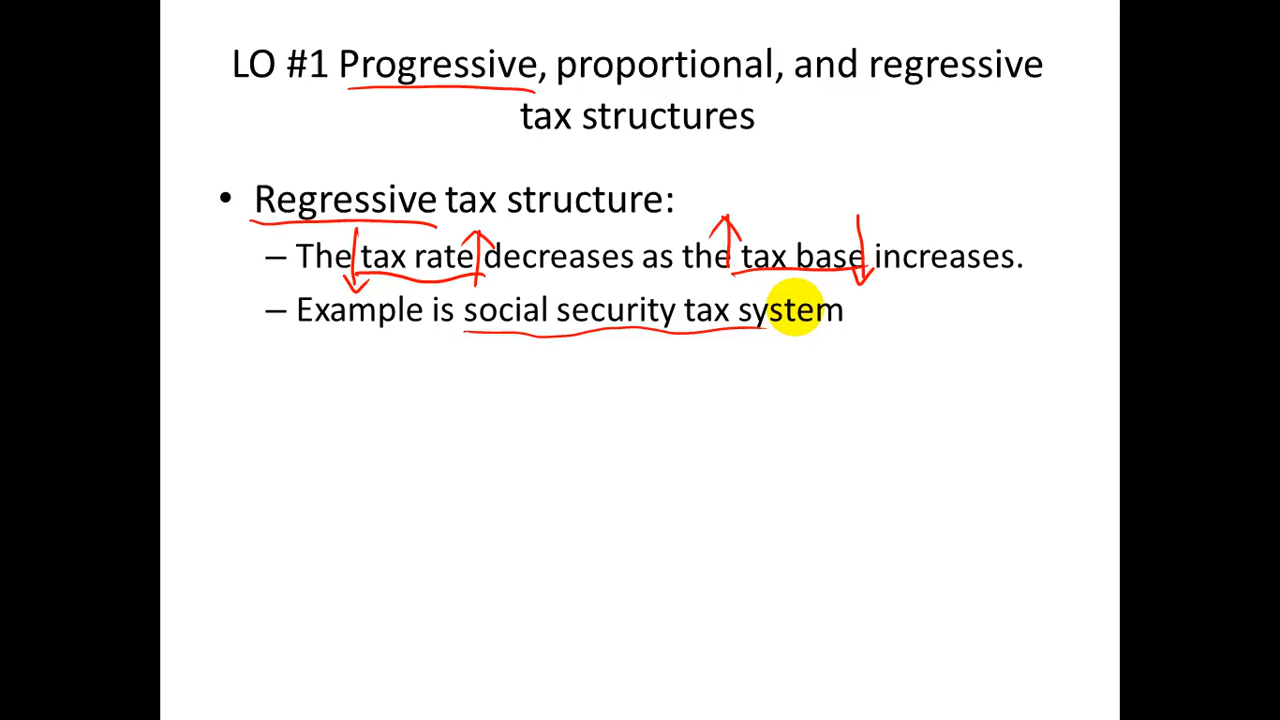 LO #1 Progressive, proportional, and regressive
tax structures
• Regressive tax structure:
– The tax rate decreases as the tax base increases.
– Example is social security tax system